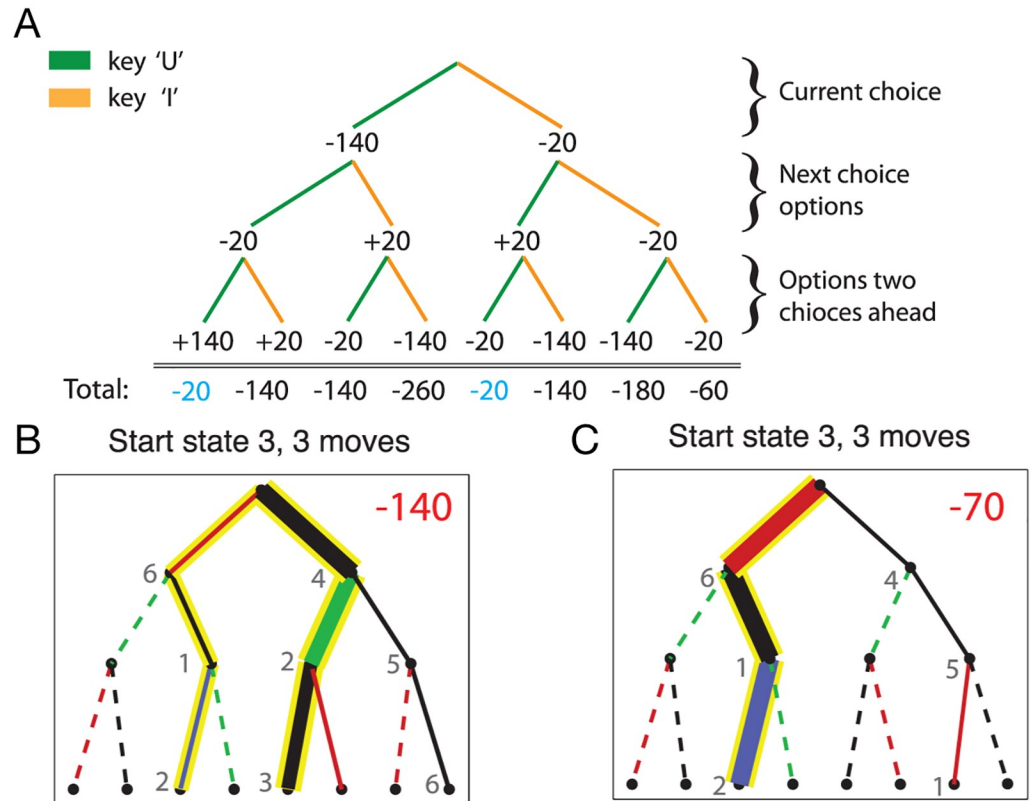 A
key 'U'
key 'I'
Current choice
-140 -20
Next choice
options
-20 +20 +20 -20
Options two
chioces ahead
+140 +20 -20 -140 -20 -140 -140 -20
Total: -20 -140 -140 -260 -20 -140 -180 -60
B
Start state 3, 3 moves
-140
6 4
1 2 5
2 3 6
C
Start state 3, 3 moves
-70
6 4
1 5
2 1